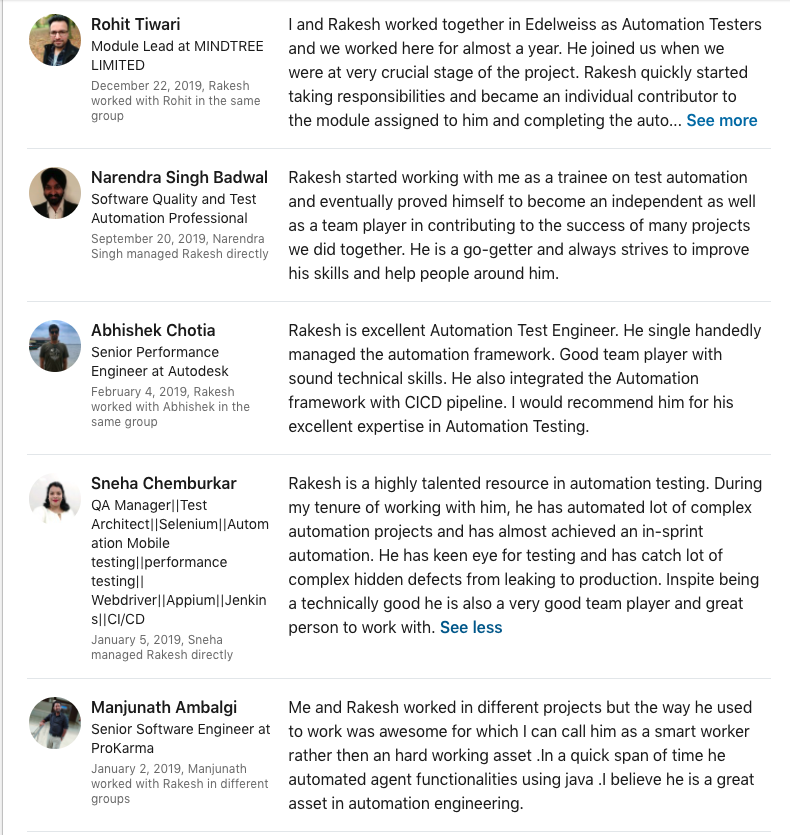 Rohit Tiwari
Module Lead at MINDTREE
LIMITED
December 22, 2019, Rakesh
worked with Rohit in the same
group
I and Rakesh worked together in Edelweiss as Automation Testers
and we worked here for almost a year. He joined us when we
were at very crucial stage of the project. Rakesh quickly started
taking responsibilities and became an individual contributor to
the module assigned to him and completing the auto... See more
Narendra Singh Badwal
Software Quality and Test
Automation Professional
September 20, 2019, Narendra
Singh managed Rakesh directly
Rakesh started working with me as a trainee on test automation
and eventually proved himself to become an independent as well
as a team player in contributing to the success of many projects
we did together. He is a go-getter and always strives to improve
his skills and help people around him.
Abhishek Chotia
Senior Performance
Engineer at Autodesk
February 4, 2019, Rakesh
worked with Abhishek in the
same group
Rakesh is excellent Automation Test Engineer. He single handedly
managed the automation framework. Good team player with
sound technical skills. He also integrated the Automation
framework with CICD pipeline. I would recommend him for his
excellent expertise in Automation Testing.
Sneha Chemburkar
QA Manager||Test
Architect||Selenium||Autom
ation Mobile
testing||performance
testing||
Webdriver||Appium||Jenkin
s||CI/CD
January 5, 2019, Sneha
managed Rakesh directly
Rakesh is a highly talented resource in automation testing. During
my tenure of working with him, he has automated lot of complex
automation projects and has almost achieved an in-sprint
automation. He has keen eye for testing and has catch lot of
complex hidden defects from leaking to production. Inspite being
a technically good he is also a very good team player and great
person to work with. See less
Manjunath Ambalgi
Senior Software Engineer at
ProKarma
January 2, 2019, Manjunath
worked with Rakesh in different
groups
Me and Rakesh worked in different projects but the way he used
to work was awesome for which I can call him as a smart worker
rather then an hard working asset .In a quick span of time he
automated agent functionalities using java .I believe he is a great
asset in automation engineering.